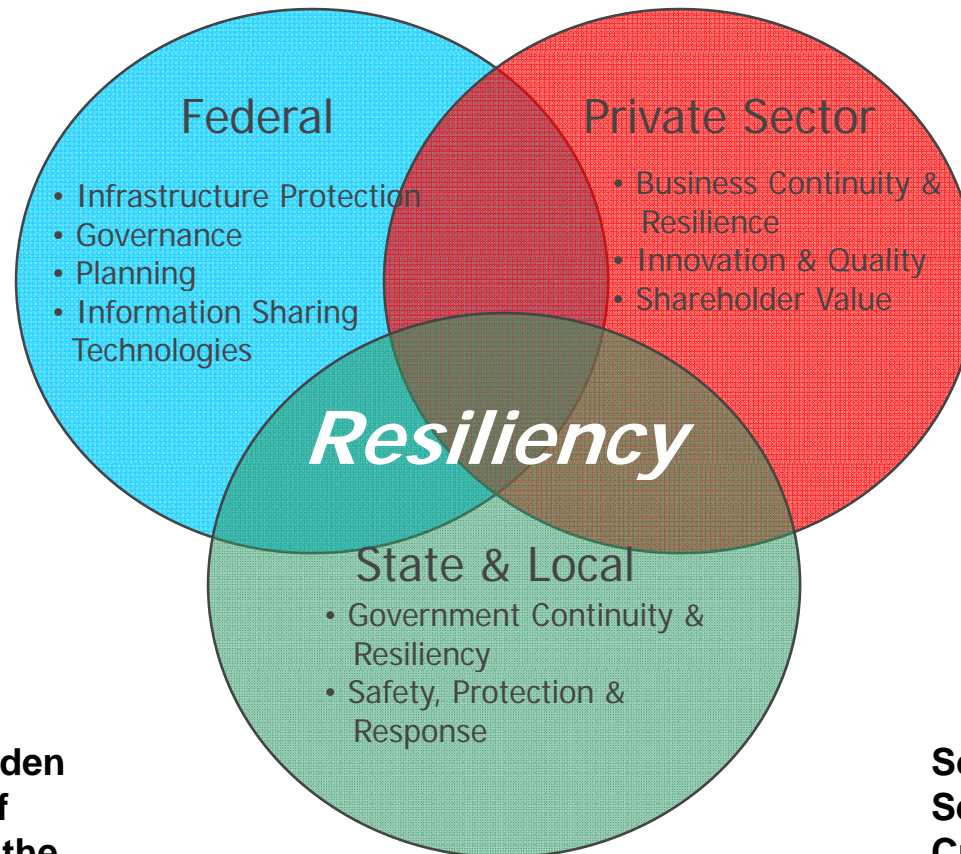 Federal
• Infrastructure Protection
• Governance
• Planning
• Information Sharing
Technologies
Private Sector
• Business Continuity &
Resilience
• Innovation & Quality
• Shareholder Value
Resiliency
State & Local
• Government Continuity &
Resiliency
• Safety, Protection &
Response
the